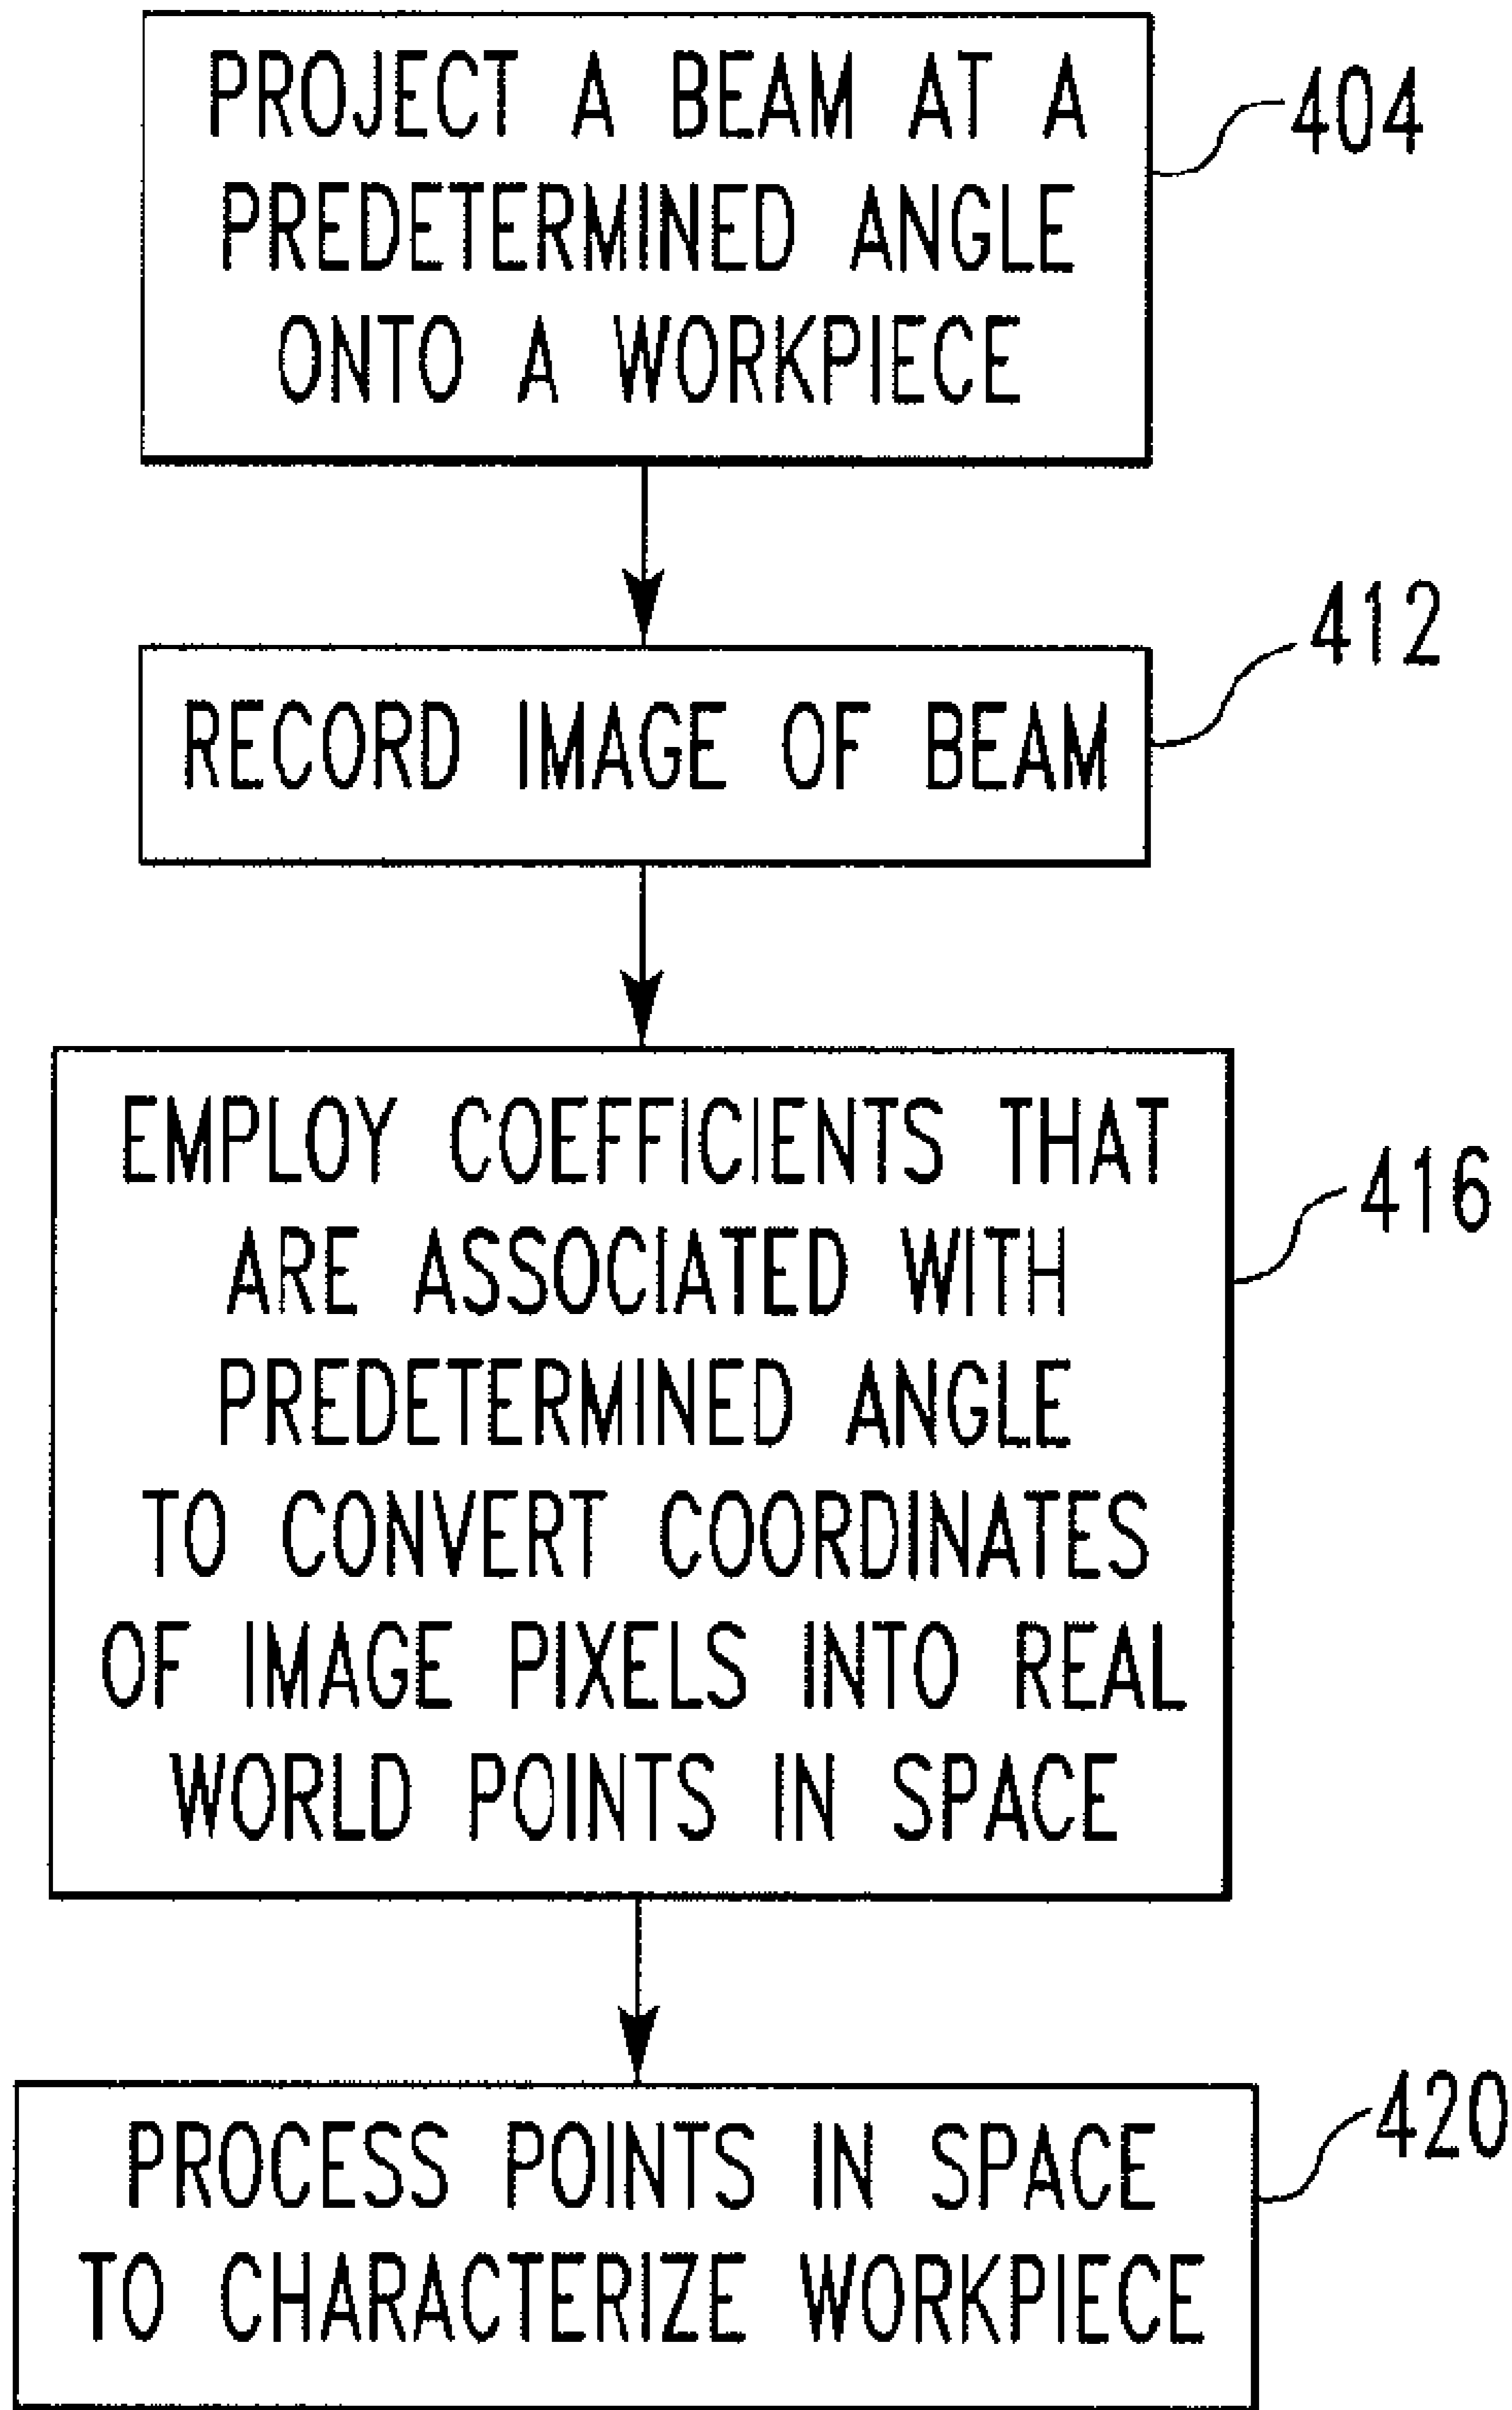 PROJECT A BEAM AT A
PREDETERMINED ANGLE
ONTO A WORKPIECE
404
RECORD IMAGE OF BEAM
412
EMPLOY COEFFICIENTS THAT
ARE ASSOCIATED WITH
PREDETERMINED ANGLE
TO CONVERT COORDINATES
OF IMAGE PIXELS INTO REAL
WORLD POINTS IN SPACE
416
PROCESS POINTS IN SPACE
TO CHARACTERIZE WORKPIECE
420